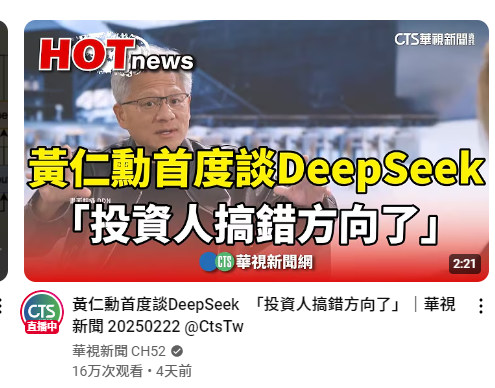 HOTnews
CTS華視新聞網
黃仁勳首度談DeepSeek
「投資人搞錯方向了」
CTS 華視新聞網
2:21
CTS
直播中
黃仁勳首度談DeepSeek 「投資人搞錯方向了」｜華視
新聞 20250222 @CtsTw
華視新聞 CH52
16万次观看・4天前